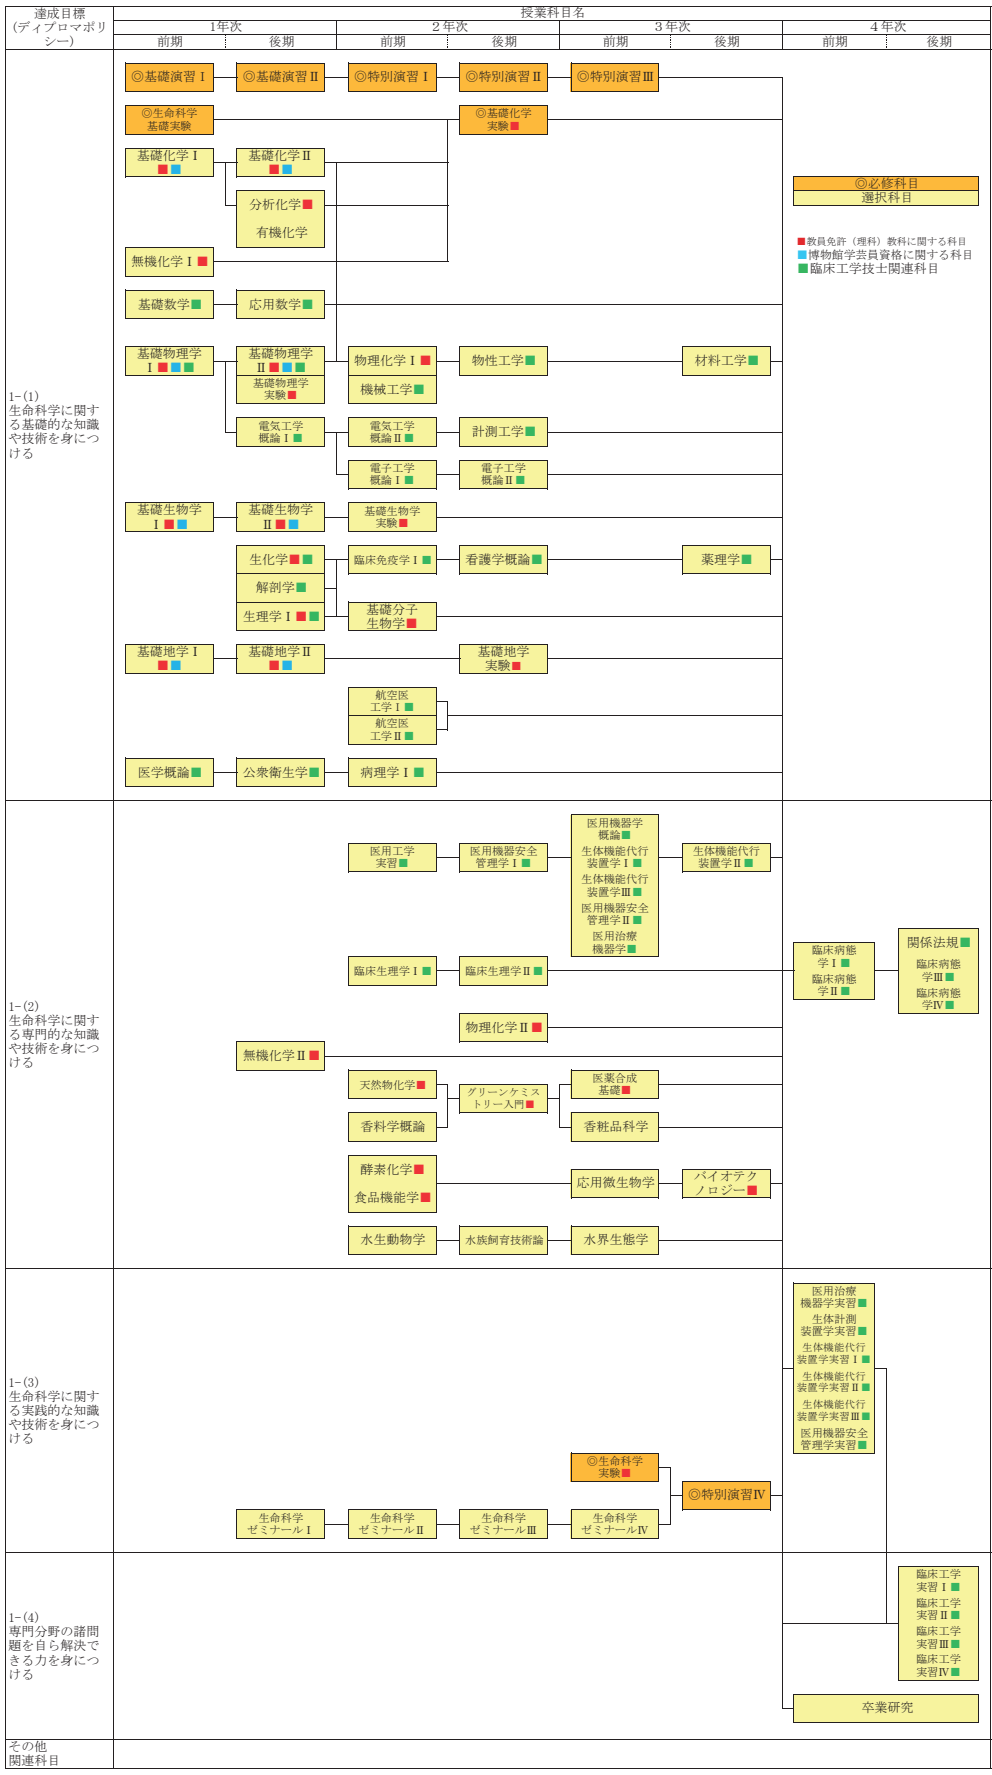 達成目標
(ディプロマポリ
シー)
授業科目名
1年次
2年次
3年次
4年次
前期
後期
前期
後期
前期
後期
前期
後期
1-(1)
生命科学に関す
る基礎的な知識
や技術を身につ
ける
◎基礎演習Ⅰ
◎基礎演習Ⅱ
◎特別演習Ⅰ
◎特別演習Ⅱ
◎特別演習Ⅲ
◎生命科学
基礎実験
◎基礎化学
実験■
基礎化学Ⅰ
■■
基礎化学Ⅱ
■■
◎必修科目
選択科目
分析化学■
有機化学
■教員免許（理科）教科に関する科目
■博物館学芸員資格に関する科目
■臨床工学技士関連科目
無機化学Ⅰ■
基礎数学■
応用数学■
基礎物理学
Ⅰ■■■
基礎物理学
Ⅱ■■■
物理化学Ⅰ■
物性工学■
材料工学■
基礎物理学
実験■
機械工学■
電気工学
概論Ⅰ■
電気工学
概論Ⅱ■
計測工学■
電子工学
概論Ⅰ■
電子工学
概論Ⅱ■
基礎生物学
Ⅰ■■
基礎生物学
Ⅱ■■
基礎生物学
実験■
生化学■■
臨床免疫学Ⅰ■
看護学概論■
薬理学■
解剖学■
生理学Ⅰ■■
基礎分子
生物学■
基礎地学Ⅰ
■■
基礎地学Ⅱ
■■
基礎地学
実験■
航空医
工学Ⅰ■
航空医
工学Ⅱ■
医学概論■
公衆衛生学■
病理学Ⅰ■
1-(2)
生命科学に関す
る専門的な知識
や技術を身につ
ける
医用工学
実習■
医用機器安全
管理学Ⅰ■
医用機器学
概論■
生体機能代行
装置学Ⅰ■
生体機能代行
装置学Ⅲ■
医用機器安全
管理学Ⅱ■
医用治療
機器学■
生体機能代行
装置学Ⅱ■
臨床生理学Ⅰ■
臨床生理学Ⅱ■
臨床病態
学Ⅰ■
臨床病態
学Ⅱ■
関係法規■
臨床病態
学Ⅲ■
臨床病態
学Ⅳ■
物理化学Ⅱ■
無機化学Ⅱ■
天然物化学■
グリーンケミス
トリー入門■
医薬合成
基礎■
香料学概論
香粧品科学
酵素化学■
食品機能学■
応用微生物学
バイオテク
ノロジー■
水生動物学
水族飼育技術論
水界生態学
1-(3)
生命科学に関す
る実践的な知識
や技術を身につ
ける
医用治療
機器学実習■
生体計測
装置学実習■
生体機能代行
装置学実習Ⅰ■
生体機能代行
装置学実習Ⅱ■
生体機能代行
装置学実習Ⅲ■
医用機器安全
管理学実習■
◎生命科学
実験■
◎特別演習Ⅳ
生命科学
ゼミナールⅠ
生命科学
ゼミナールⅡ
生命科学
ゼミナールⅢ
生命科学
ゼミナールⅣ
1-(4)
専門分野の諸問
題を自ら解決で
きる力を身につ
ける
臨床工学
実習Ⅰ■
臨床工学
実習Ⅱ■
臨床工学
実習Ⅲ■
臨床工学
実習Ⅳ■
卒業研究
その他
関連科目